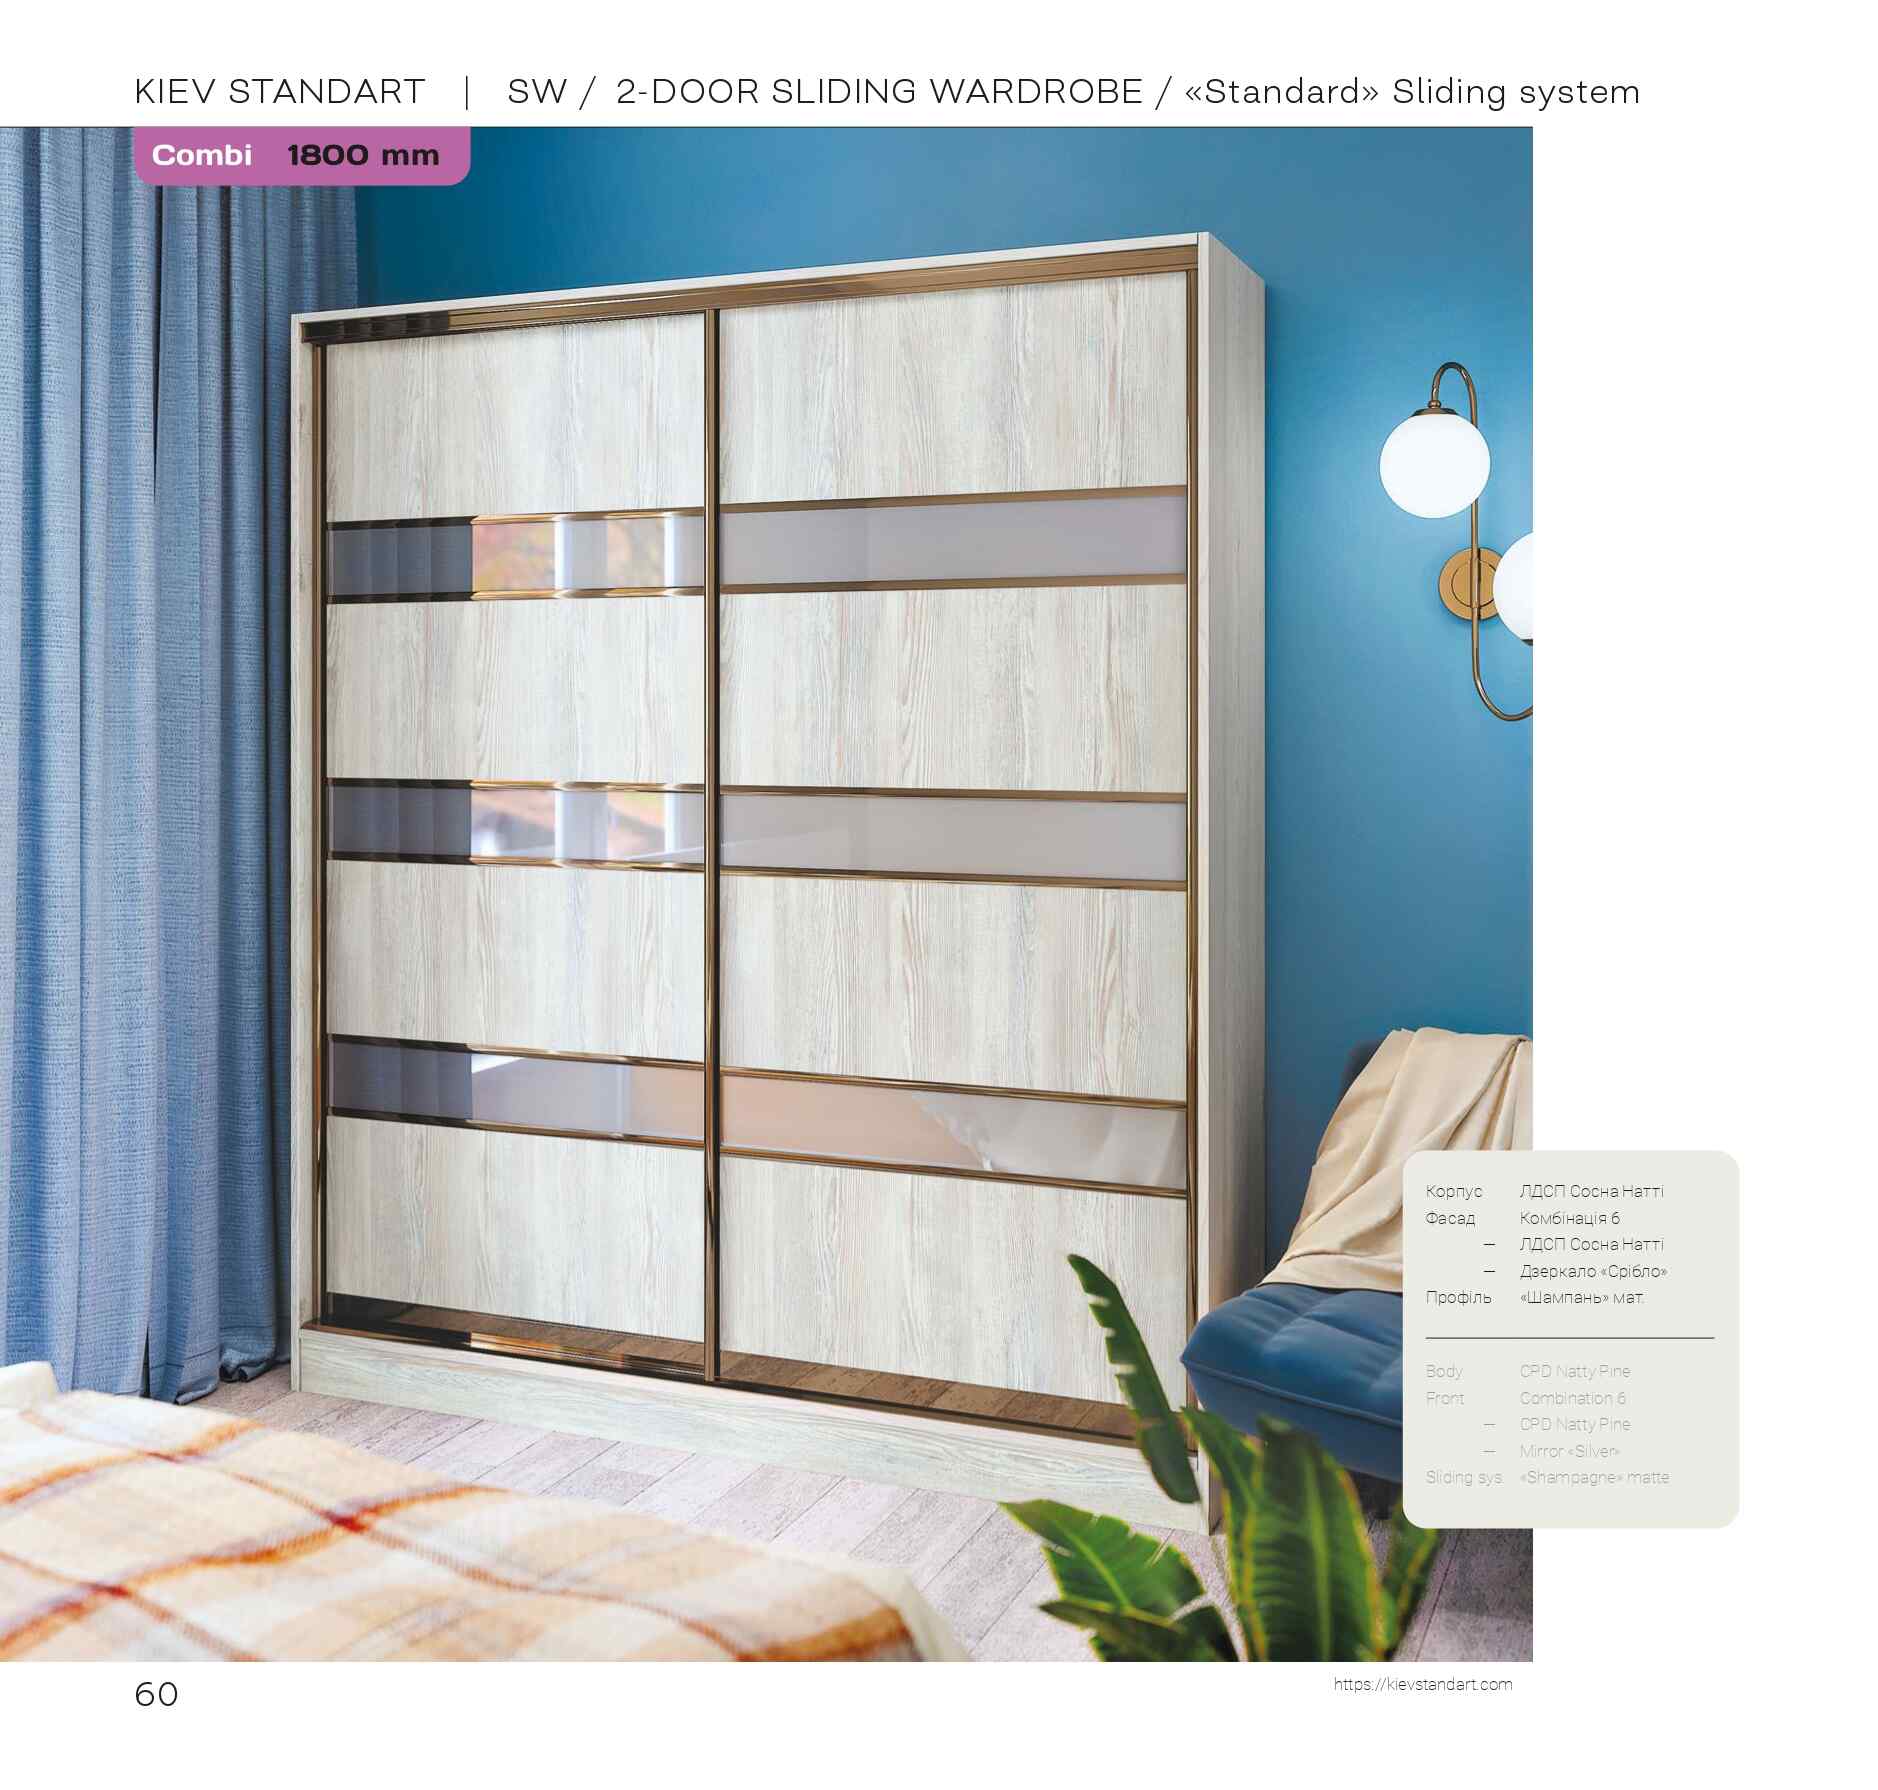 KIEV STANDART | SW / 2-DOOR SLIDING WARDROBE / «Standard» Sliding system
Combi 1800 mm
Корпус ЛДСП Сосна Натті
Фасад Комбінація 6
— ЛДСП Сосна Натті
— Дзеркало «Срібло»
Профіль «Шампань» мат.
Body CPD Natty Pine
Front Combination 6
— CPD Natty Pine
— Mirror «Silver»
Sliding sys. «Shampagne» matte
60
https://kievstandart.com